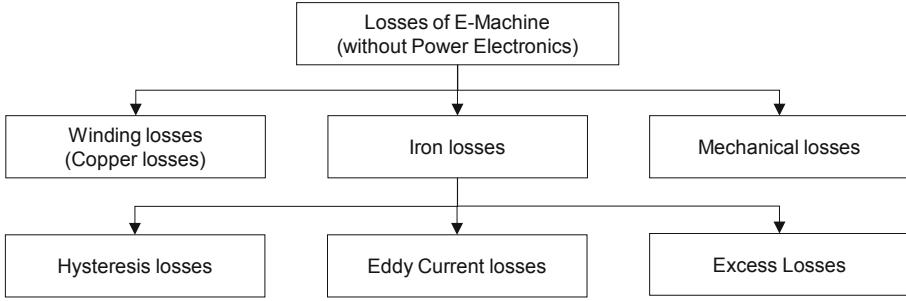 Losses of E-Machine
(without Power Electronics)
Winding losses
(Copper losses)
Iron losses
Mechanical losses
Hysteresis losses
Eddy Current losses
Excess Losses